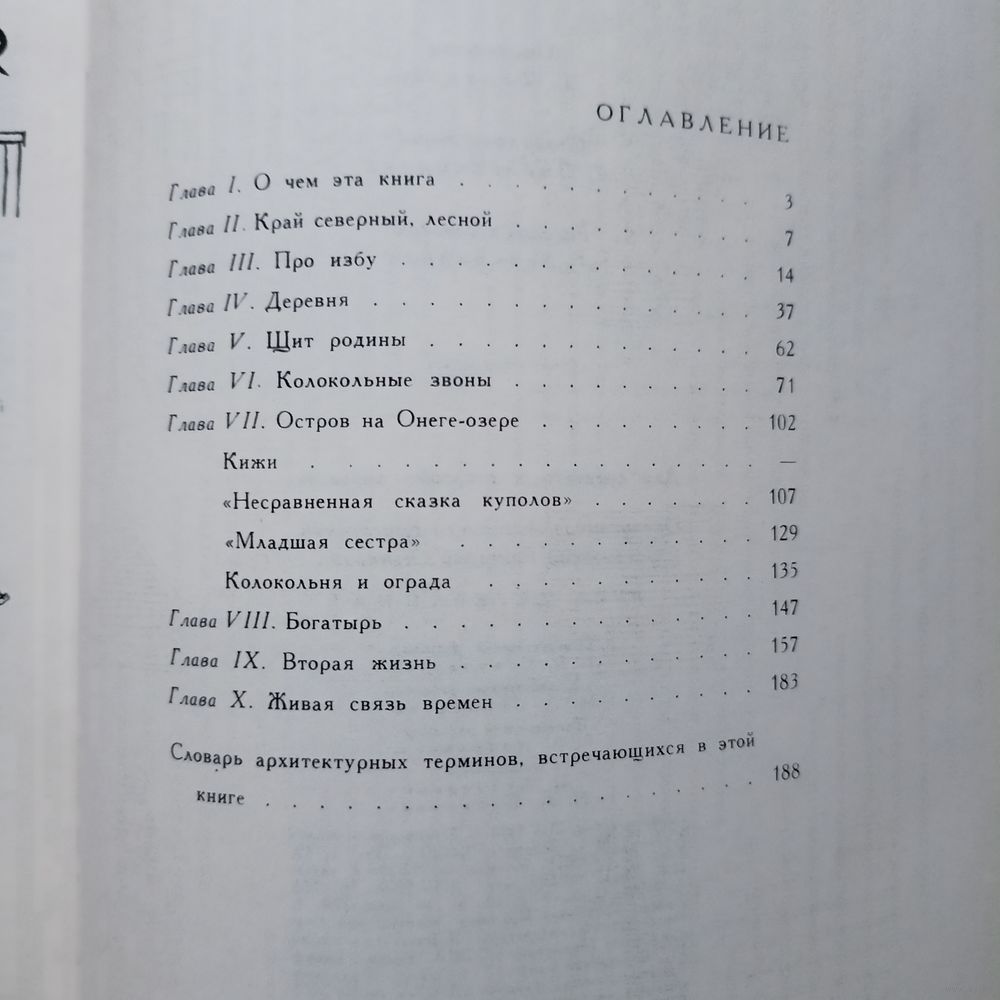 ОГЛАВЛЕНИЕ
Глава I. О чем эта книга . . . . . . . . . . . 3
Глава II. Край северный, лесной . . . . . . . . . 7
Глава III. Про избу . . . . . . . . . . . . . 14
Глава IV. Деревня . . . . . . . . . . . . . . 37
Глава V. Щит родины . . . . . . . . . . . . 62
Глава VI. Колокольные звоны . . . . . . . . . 71
Глава VII. Остров на Онеге-озере . . . . . . . . 102
Кижи . . . . . . . . . . . . . . . . —
«Несравненная сказка куполов» . . . . . . 107
«Младшая сестра» . . . . . . . . . . . 129
Колокольня и ограда . . . . . . . . . . 135
Глава VIII. Богатырь . . . . . . . . . . . . . 147
Глава IX. Вторая жизнь . . . . . . . . . . . 157
Глава X. Живая связь времен . . . . . . . . . 183
Словарь архитектурных терминов, встречающихся в этой
книге . . . . . . . . . . . . . . . . . . 188